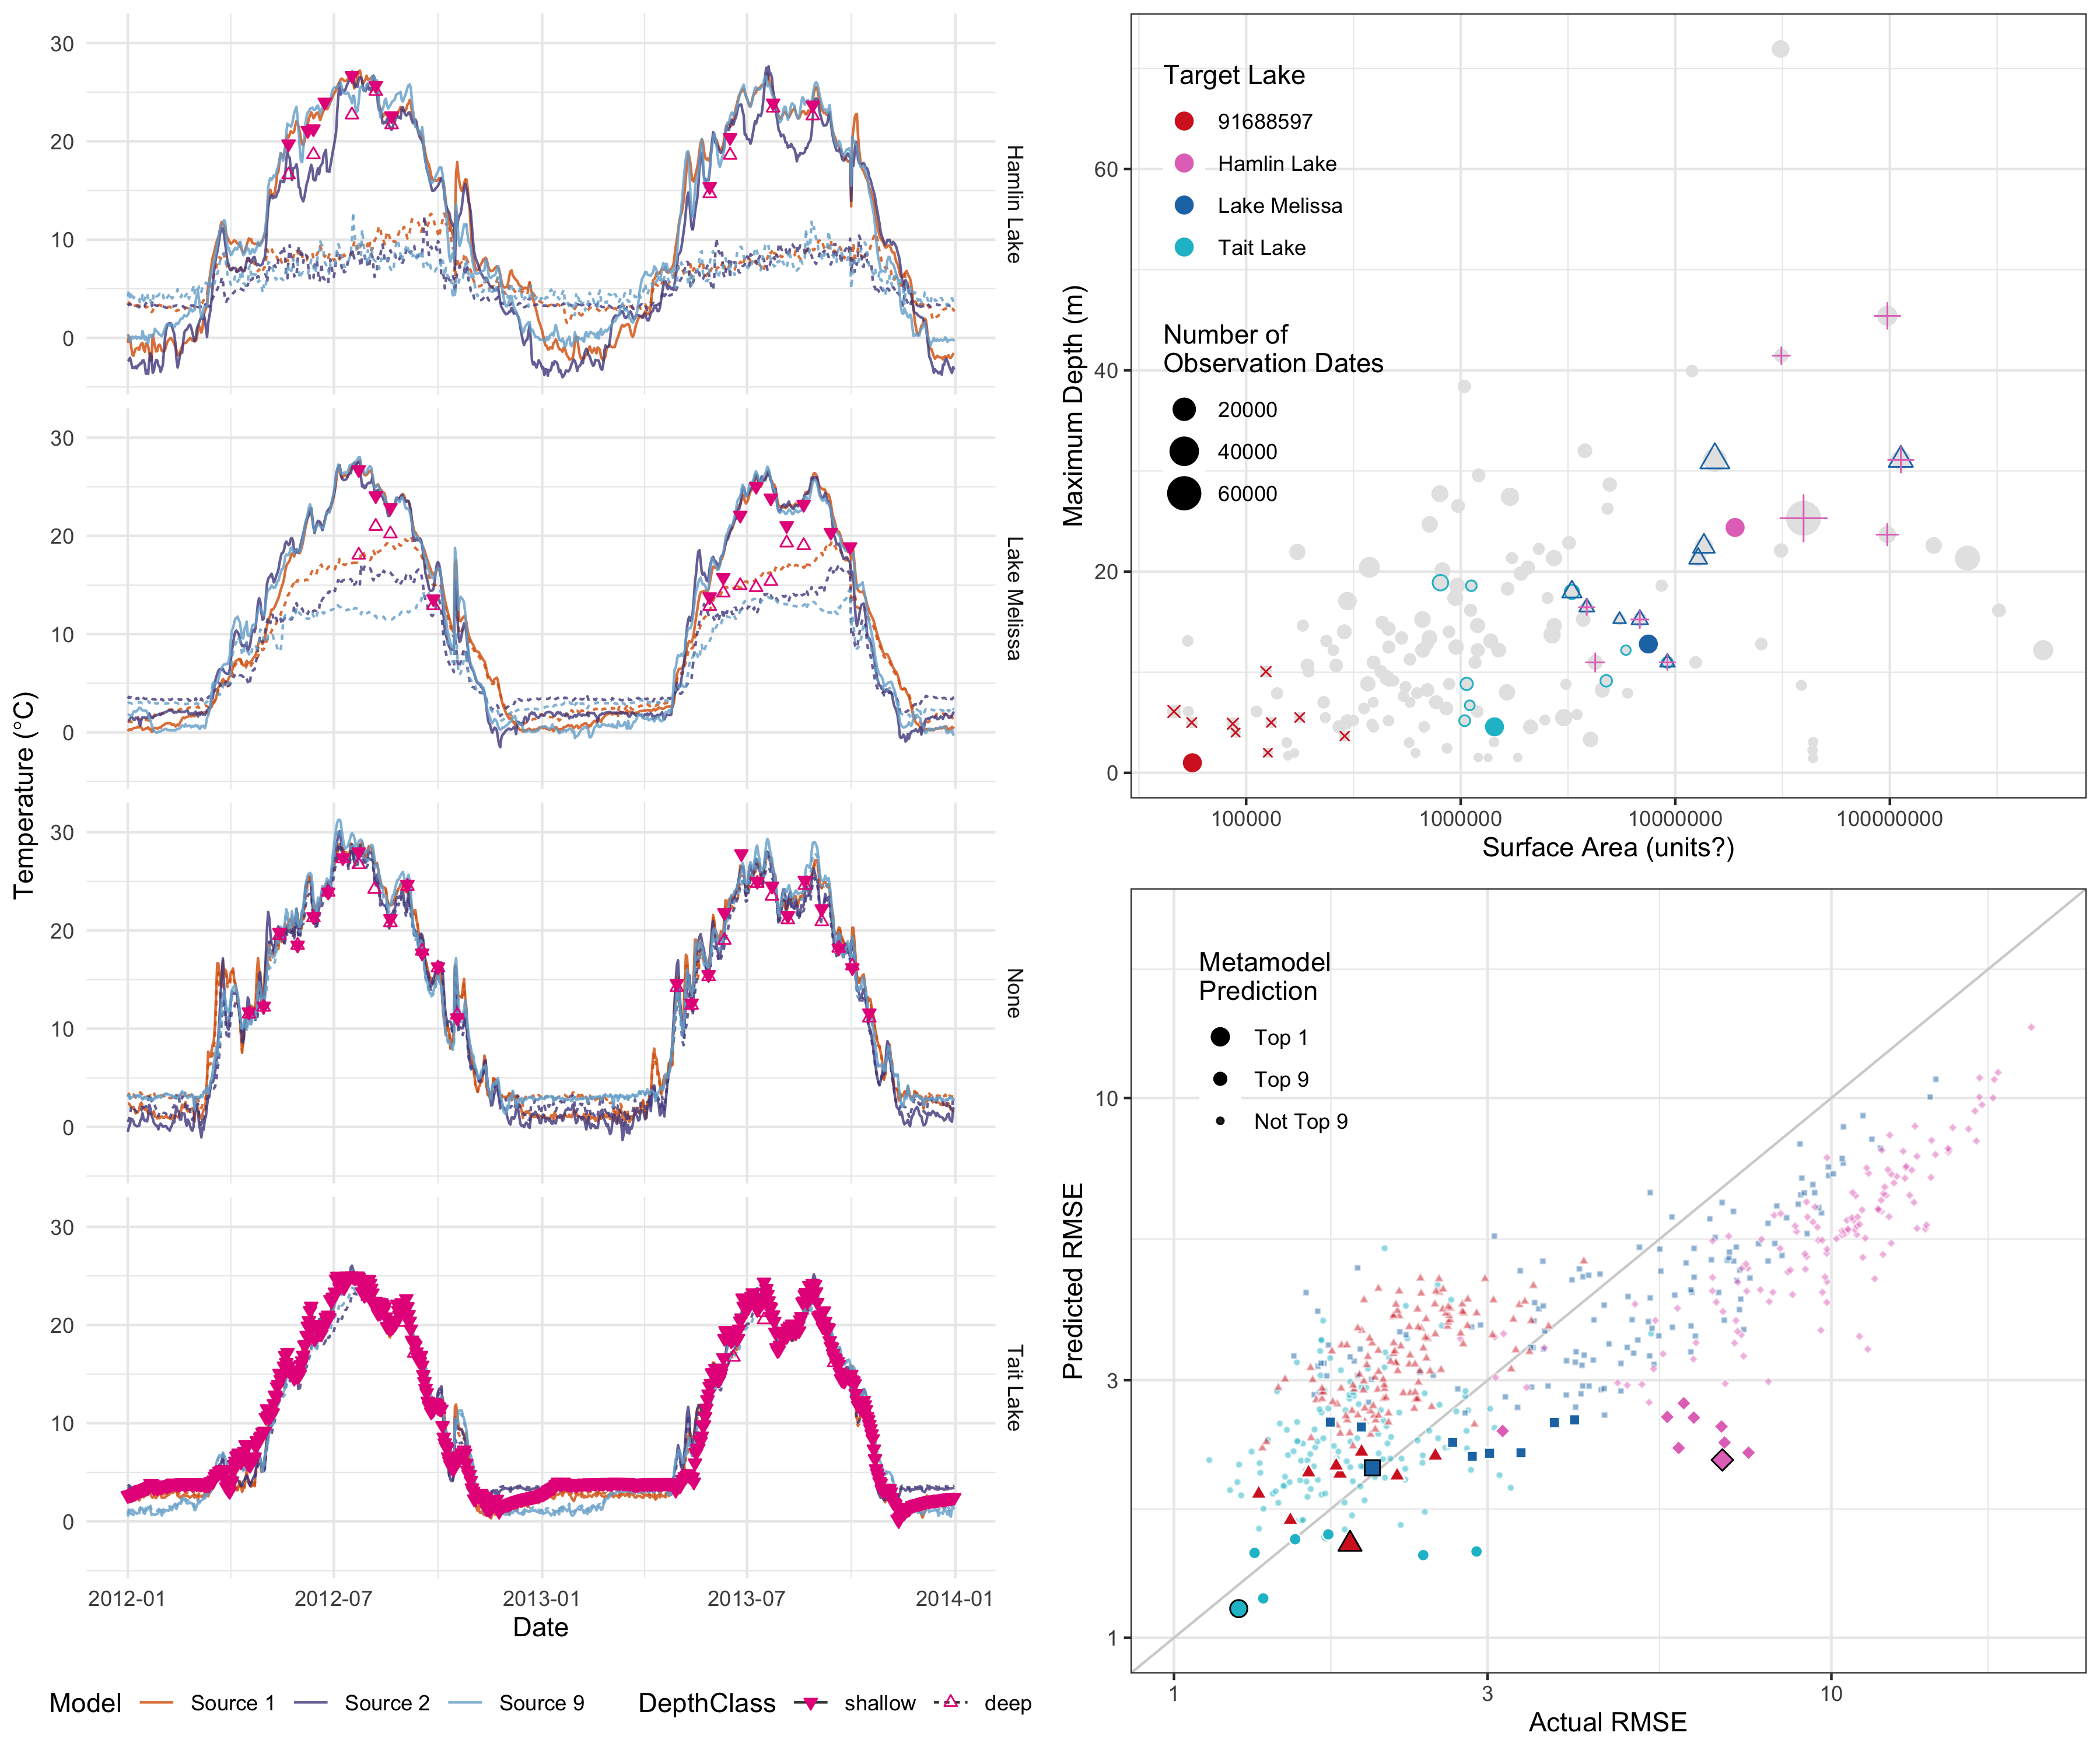 Temperature (°C)
30
20
10
0
Hamlin Lake
30
20
10
0
Lake Melissa
30
20
10
0
None
30
20
10
0
Tait Lake
2012-01
2012-07
2013-01
2013-07
2014-01
Date
Model
Source 1
Source 2
Source 9
DepthClass
shallow
deep
Maximum Depth (m)
60
40
20
0
Target Lake
91688597
Hamlin Lake
Lake Melissa
Tait Lake
Number of
Observation Dates
20000
40000
60000
100000
1000000
10000000
100000000
Surface Area (units?)
Predicted RMSE
10
3
1
Metamodel
Prediction
Top 1
Top 9
Not Top 9
1
3
10
Actual RMSE